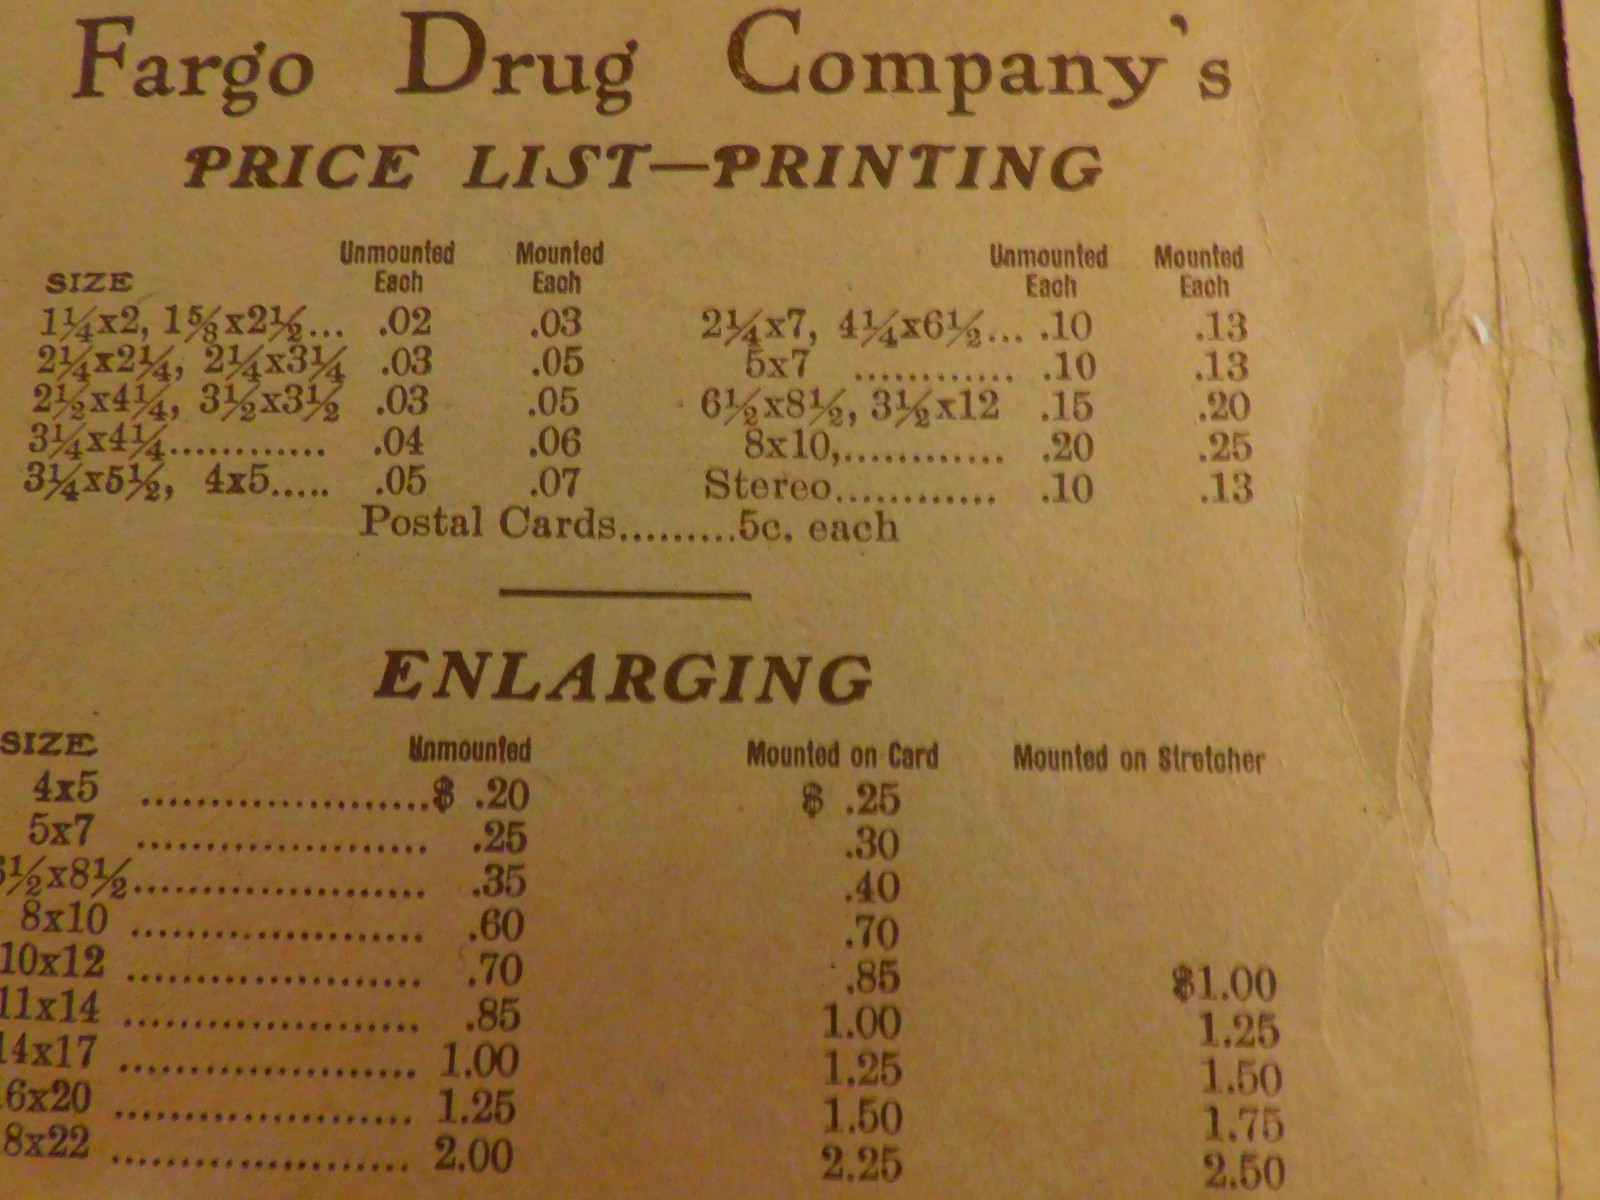 Fargo Drug Company's
PRICE LIST—PRINTING
SIZE Unmounted Each Mounted Each Unmounted Each Mounted Each
1¼x2, 1⅝x2½... .02 .03 2¼x7, 4¼x6½... .10 .13
2¼x2¼, 2¼x3¼ .03 .05 5x7 ............ .10 .13
2½x4¼, 3½x3½ .03 .05 6½x8½, 3½x12 .15 .20
3¼x4¼............ .04 .06 8x10,............ .20 .25
3¼x5½, 4x5..... .05 .07 Stereo............ .10 .13
Postal Cards.........5c. each
ENLARGING
SIZE Unmounted Mounted on Card Mounted on Stretcher
4x5 .....................$ .20 $ .25
5x7 ..................... .25 .30
6½x8½..................... .35 .40
8x10 ..................... .60 .70
10x12 ..................... .70 .85 $1.00
11x14 ..................... .85 1.00 1.25
14x17 ..................... 1.00 1.25 1.50
6x20 ..................... 1.25 1.50 1.75
8x22 ..................... 2.00 2.25 2.50